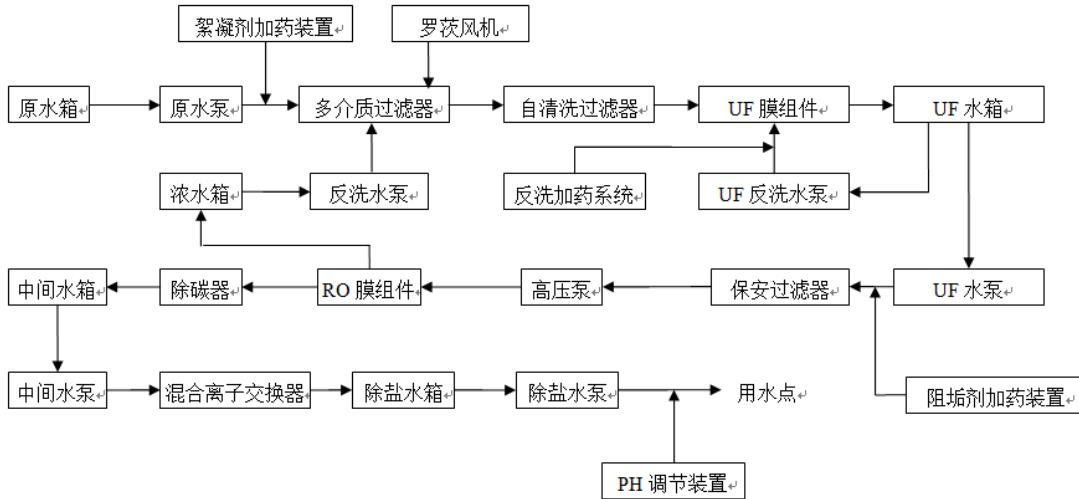 絮凝剂加药装置
罗茨风机
原水箱
原水泵
多介质过滤器
自清洗过滤器
UF 膜组件
UF 水箱
浓水箱
反洗水泵
反洗加药系统
UF 反洗水泵
中间水箱
除碳器
RO 膜组件
高压泵
保安过滤器
UF 水泵
中间水泵
混合离子交换器
除盐水箱
除盐水泵
用水点
阻垢剂加药装置
PH 调节装置